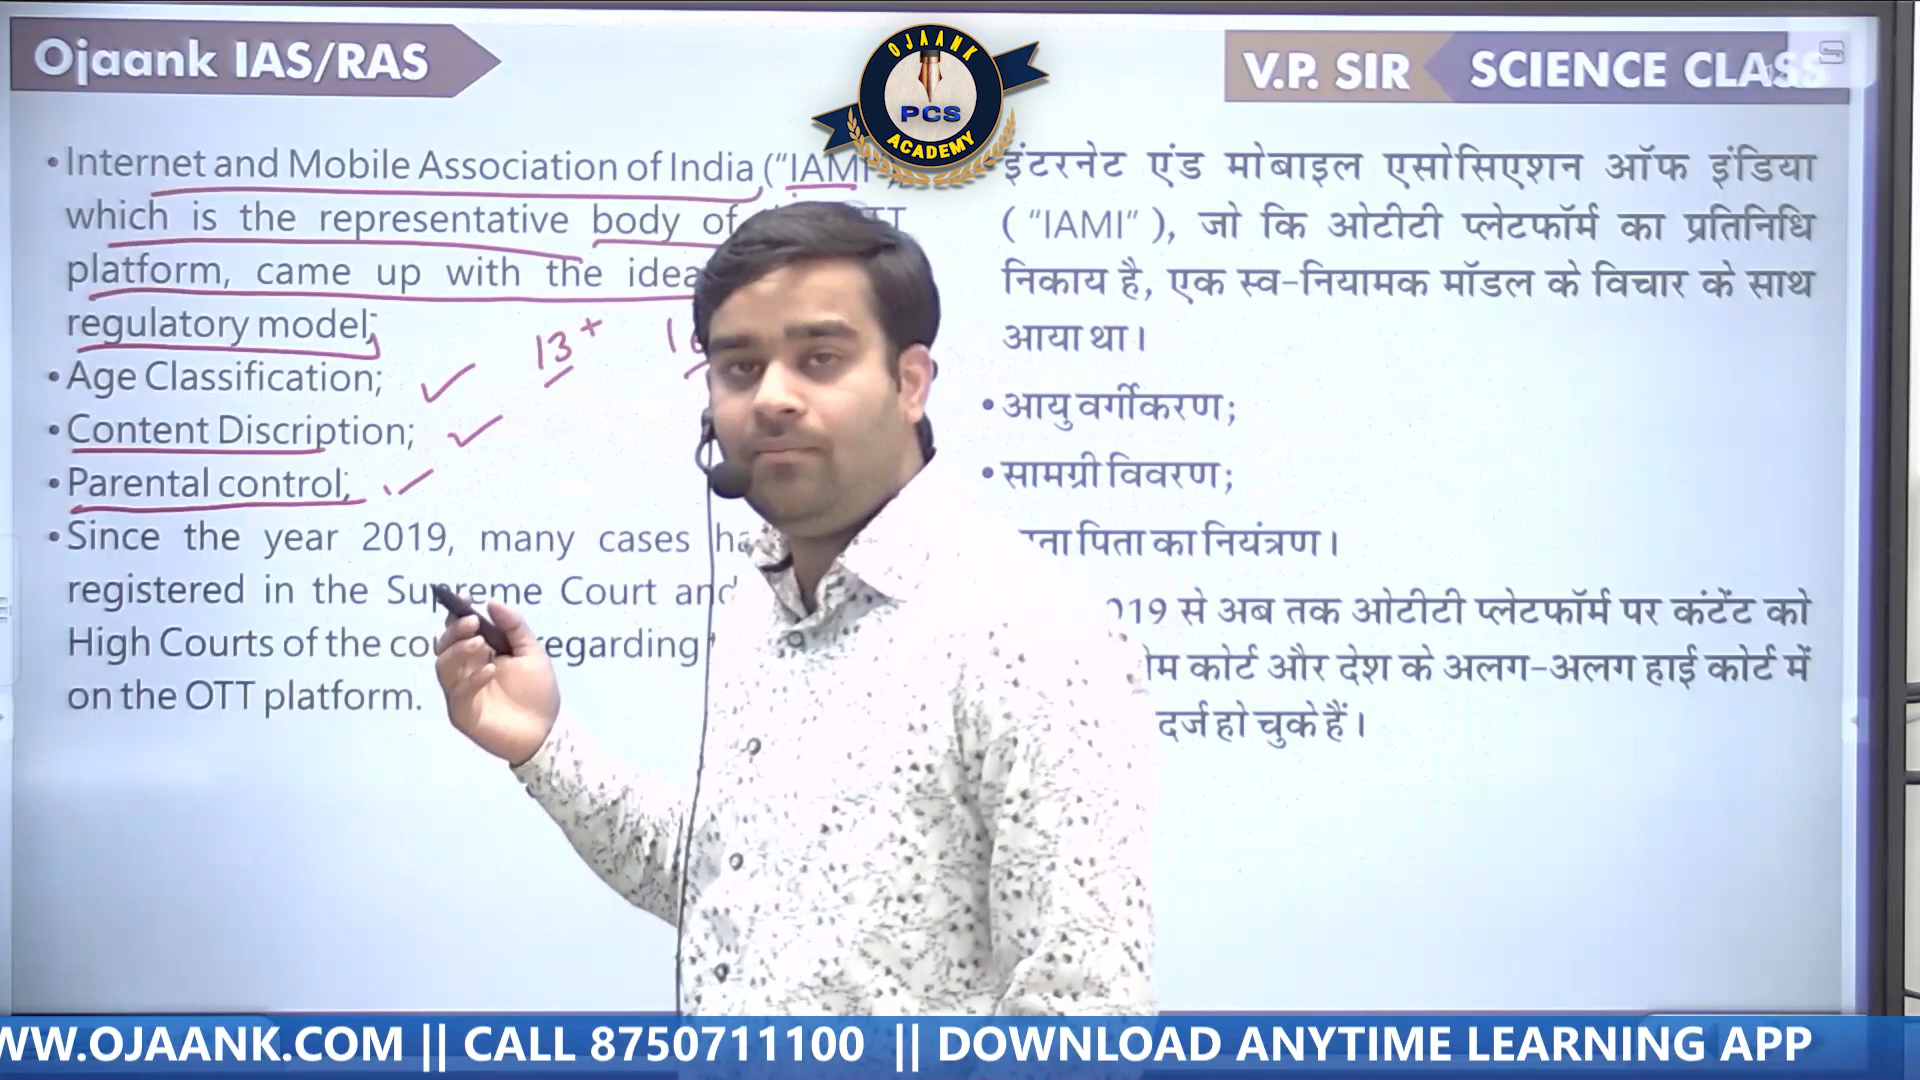 Ojaank IAS/RAS
OJAANK
PCS
ACADEMY
V.P. SIR SCIENCE CLASS
• Internet and Mobile Association of India ("IAMI
which is the representative body of
platform, came up with the idea
regulatory model;
• Age Classification;
13+
• Content Discription;
• Parental control;
• Since the year 2019, many cases
registered in the Supreme Court and
High Courts of the regarding
on the OTT platform.
इंटरनेट एंड मोबाइल एसोसिएशन ऑफ इंडिया
( "IAMI" ), जो कि ओटीटी प्लेटफॉर्म का प्रतिनिधि
निकाय है, एक स्व-नियामक मॉडल के विचार के साथ
आया था।
• आयु वर्गीकरण;
• सामग्री विवरण;
पिता का नियंत्रण।
से अब तक ओटीटी प्लेटफॉर्म पर कंटेंट को
कोर्ट और देश के अलग-अलग हाई कोर्ट में
दर्ज हो चुके हैं।
WW.OJAANK.COM || CALL 8750711100 || DOWNLOAD ANYTIME LEARNING APP